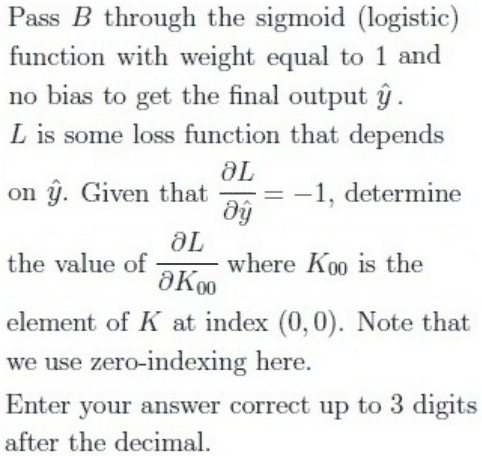 Pass B through the sigmoid (logistic)
function with weight equal to 1 and
no bias to get the final output ŷ.
L is some loss function that depends
on ŷ. Given that ∂L/∂ŷ = −1, determine
the value of ∂L/∂K₀₀ where K₀₀ is the
element of K at index (0, 0). Note that
we use zero-indexing here.
Enter your answer correct up to 3 digits
after the decimal.